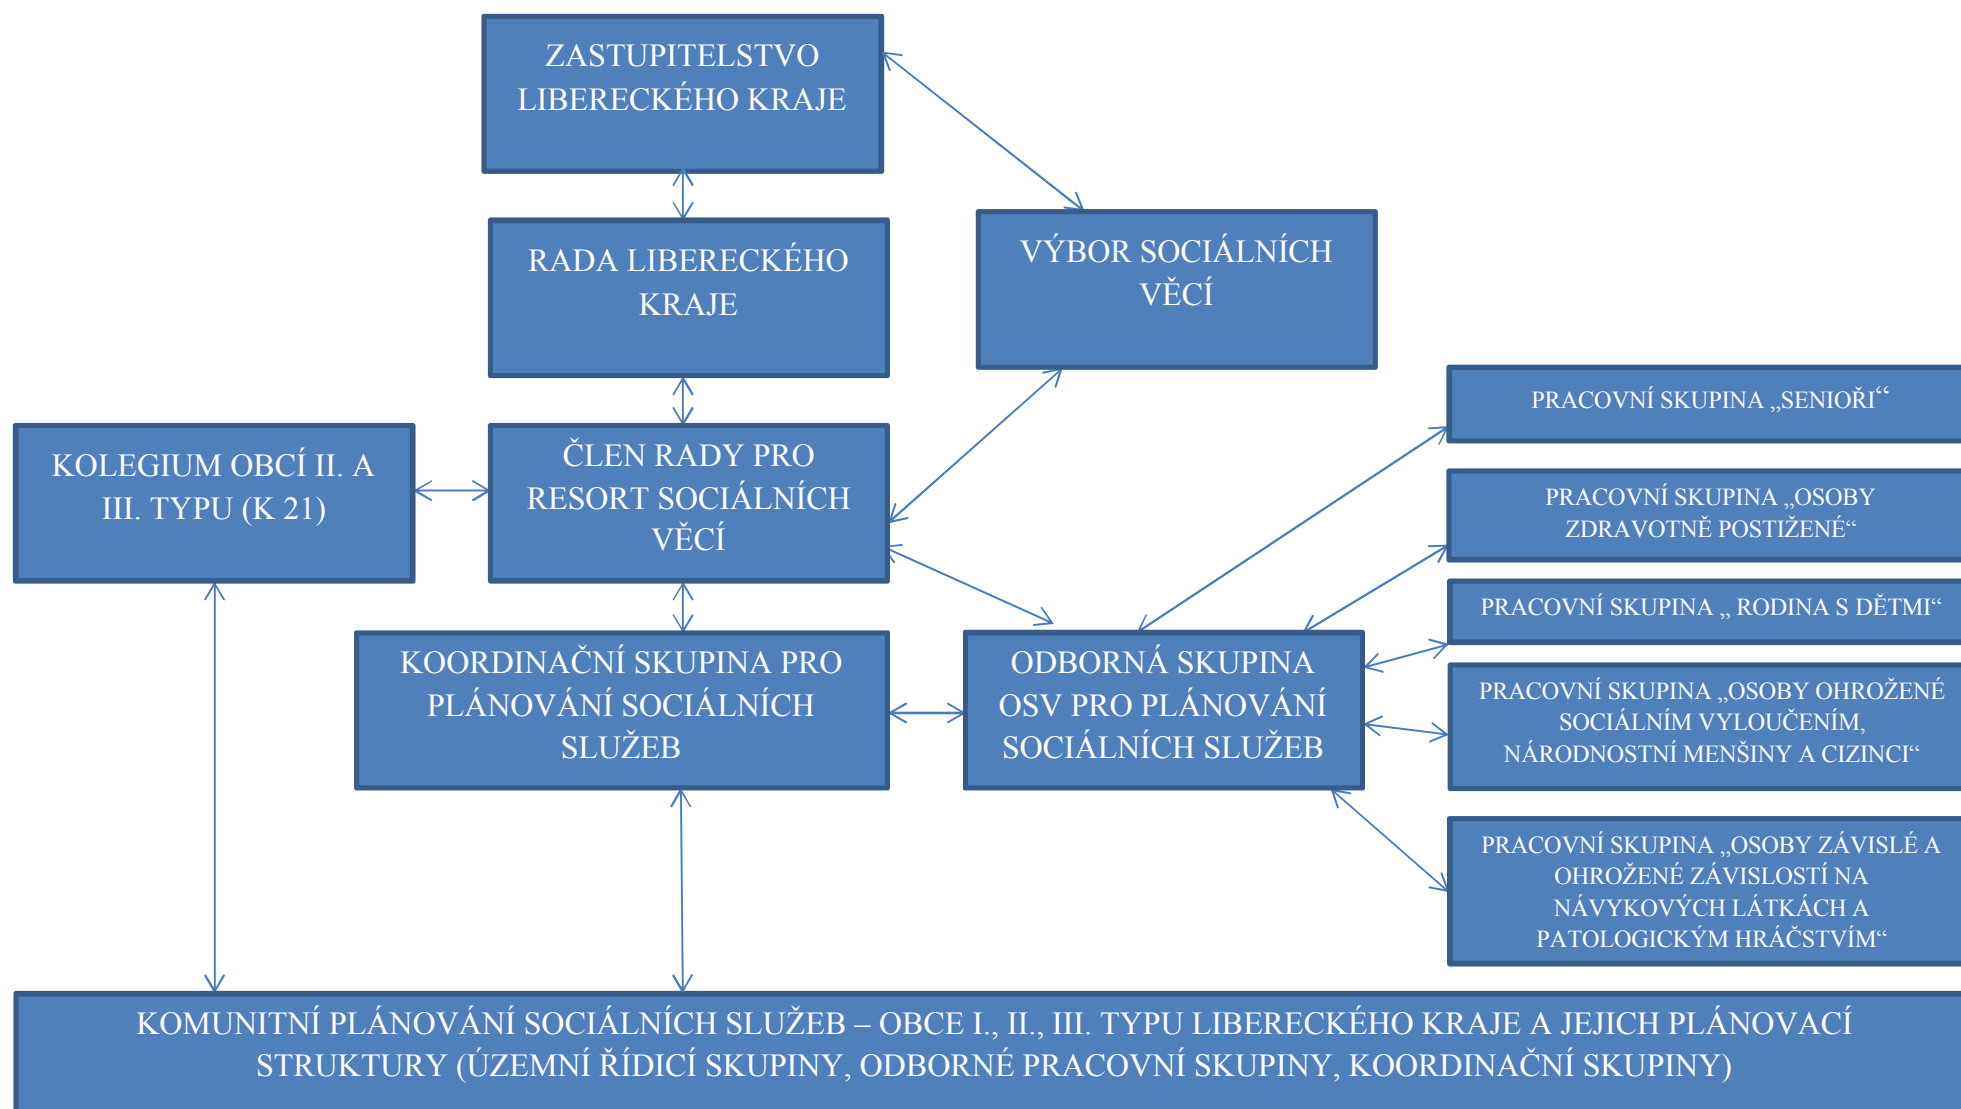 ZASTUPITELSTVO
LIBERECKÉHO KRAJE
RADA LIBERECKÉHO
KRAJE
VÝBOR SOCIÁLNÍCH
VĚCÍ
KOLEGIUM OBCÍ II. A
III. TYPU (K 21)
ČLEN RADY PRO
RESORT SOCIÁLNÍCH
VĚCÍ
PRACOVNÍ SKUPINA „SENIOŘI“
PRACOVNÍ SKUPINA „OSOBY
ZDRAVOTNĚ POSTIŽENÉ“
PRACOVNÍ SKUPINA „ RODINA S DĚTMI“
KOORDINAČNÍ SKUPINA PRO
PLÁNOVÁNÍ SOCIÁLNÍCH
SLUŽEB
ODBORNÁ SKUPINA
OSV PRO PLÁNOVÁNÍ
SOCIÁLNÍCH SLUŽEB
PRACOVNÍ SKUPINA „OSOBY OHROŽENÉ
SOCIÁLNÍM VYLOUČENÍM,
NÁRODNOSTNÍ MENŠINY A CIZINCI“
PRACOVNÍ SKUPINA „OSOBY ZÁVISLÉ A
OHROŽENÉ ZÁVISLOSTÍ NA
NÁVYKOVÝCH LÁTKÁCH A
PATOLOGICKÝM HRÁČSTVÍM“
KOMUNITNÍ PLÁNOVÁNÍ SOCIÁLNÍCH SLUŽEB – OBCE I., II., III. TYPU LIBERECKÉHO KRAJE A JEJICH PLÁNOVACÍ
STRUKTURY (ÚZEMNÍ ŘÍDICÍ SKUPINY, ODBORNÉ PRACOVNÍ SKUPINY, KOORDINAČNÍ SKUPINY)